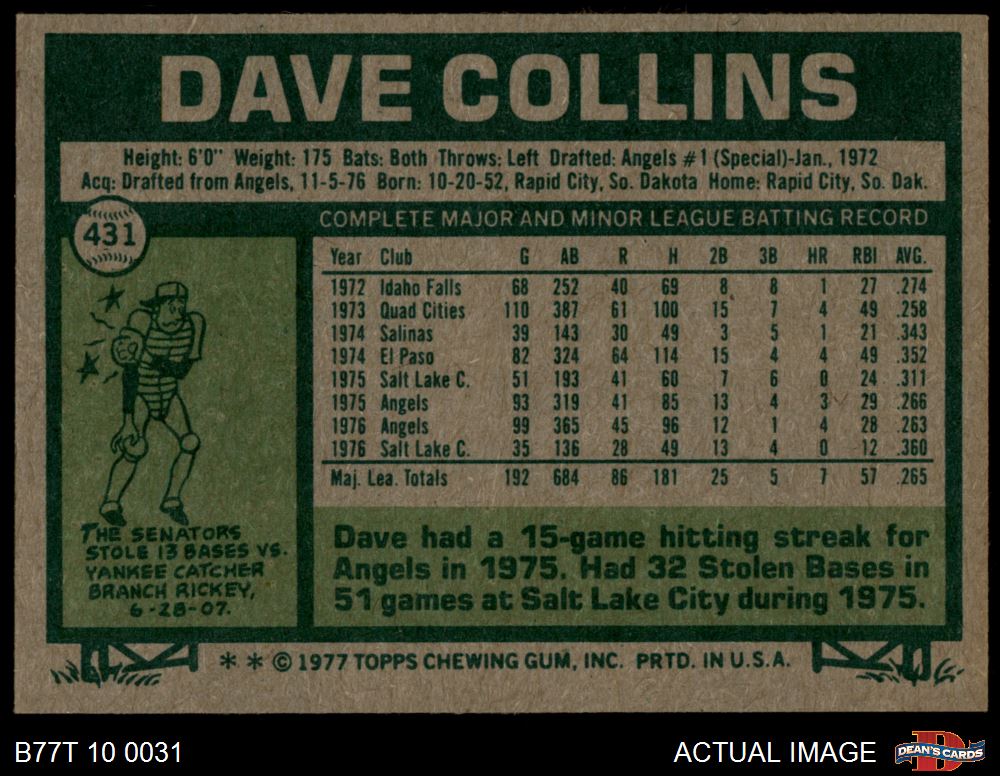 DAVE COLLINS
Height: 6'0" Weight: 175 Bats: Both Throws: Left Drafted: Angels #1 (Special)-Jan., 1972
Acq: Drafted from Angels, 11-5-76 Born: 10-20-52, Rapid City, So. Dakota Home: Rapid City, So. Dak.
431
COMPLETE MAJOR AND MINOR LEAGUE BATTING RECORD
Year Club G AB R H 2B 3B HR RBI AVG.
1972 Idaho Falls 68 252 40 69 8 8 1 27 .274
1973 Quad Cities 110 387 61 100 15 7 4 49 .258
1974 Salinas 39 143 30 49 3 5 1 21 .343
1974 El Paso 82 324 64 114 15 4 4 49 .352
1975 Salt Lake C. 51 193 41 60 7 6 0 24 .311
1975 Angels 93 319 41 85 13 4 3 29 .266
1976 Angels 99 365 45 96 12 1 4 28 .263
1976 Salt Lake C. 35 136 28 49 13 4 0 12 .360
Maj. Lea. Totals 192 684 86 181 25 5 7 57 .265
THE SENATORS
STOLE 13 BASES VS.
YANKEE CATCHER
BRANCH RICKEY,
6-28-07.
Dave had a 15-game hitting streak for
Angels in 1975. Had 32 Stolen Bases in
51 games at Salt Lake City during 1975.
* * © 1977 TOPPS CHEWING GUM, INC. PRTD. IN U.S.A.
B77T 10 0031
ACTUAL IMAGE
DEAN'S CARDS